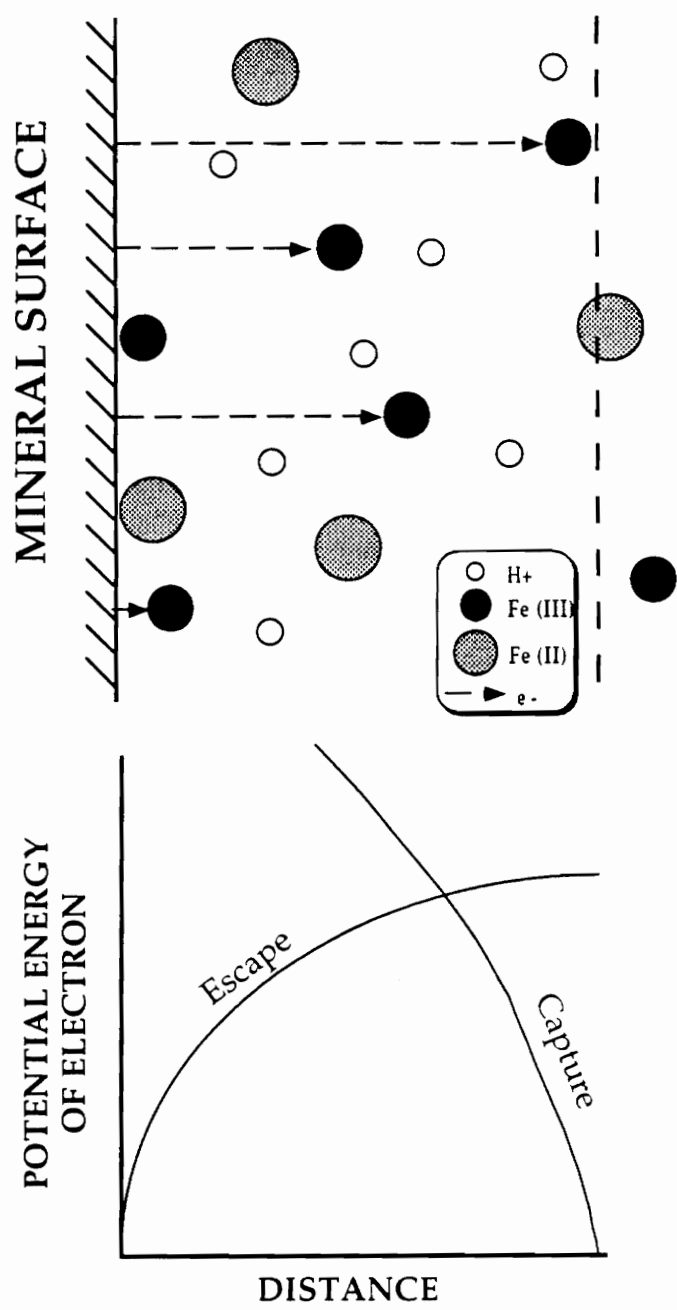 MINERAL SURFACE
H+
Fe (III)
Fe (II)
e -
POTENTIAL ENERGY
OF ELECTRON
Escape
Capture
DISTANCE